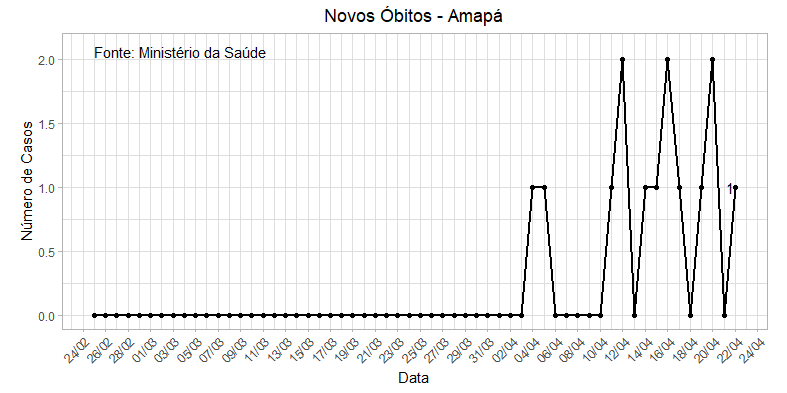 Novos Óbitos - Amapá
Fonte: Ministério da Saúde
Número de Casos
2.0
1.5
1.0
0.5
0.0
1
24/02 26/02 28/02 01/03 03/03 05/03 07/03 09/03 11/03 13/03 15/03 17/03 19/03 21/03 23/03 25/03 27/03 29/03 31/03 02/04 04/04 06/04 08/04 10/04 12/04 14/04 16/04 18/04 20/04 22/04 24/04
Data